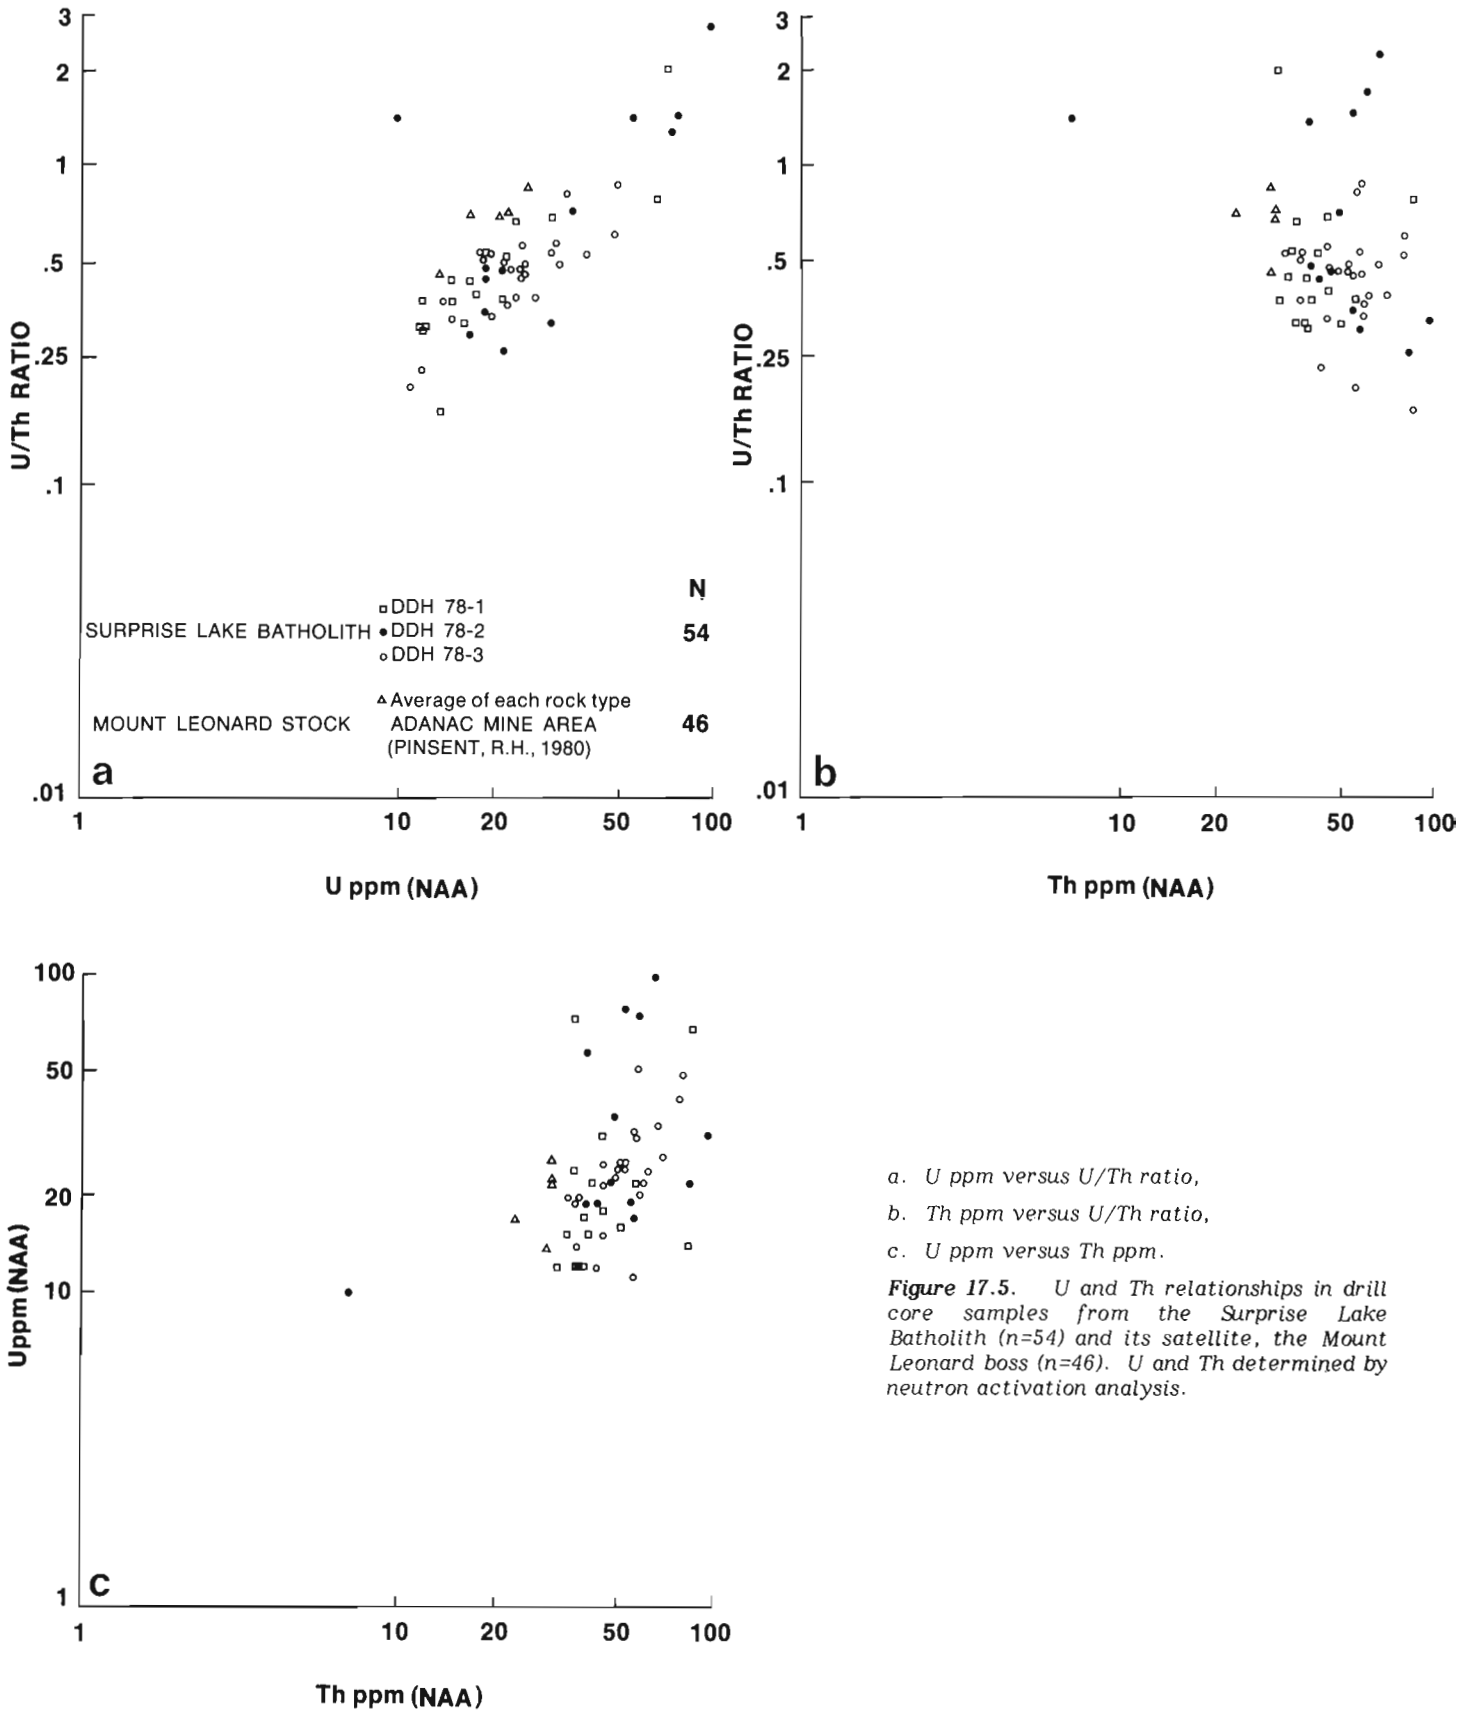 3
2
1
.5
.25
.1
.01
U/Th RATIO
1
10
20
50
100
U ppm (NAA)
N
□ DDH 78-1
SURPRISE LAKE BATHOLITH • DDH 78-2 54
○ DDH 78-3
△ Average of each rock type
MOUNT LEONARD STOCK ADANAC MINE AREA 46
(PINSENT, R.H., 1980)
a
3
2
1
.5
.25
.1
.01
U/Th RATIO
b
1
10
20
50
100
Th ppm (NAA)
100
50
20
10
1
Uppm (NAA)
c
1
10
20
50
100
Th ppm (NAA)
a. U ppm versus U/Th ratio,
b. Th ppm versus U/Th ratio,
c. U ppm versus Th ppm.
Figure 17.5. U and Th relationships in drill
core samples from the Surprise Lake
Batholith (n=54) and its satellite, the Mount
Leonard boss (n=46). U and Th determined by
neutron activation analysis.